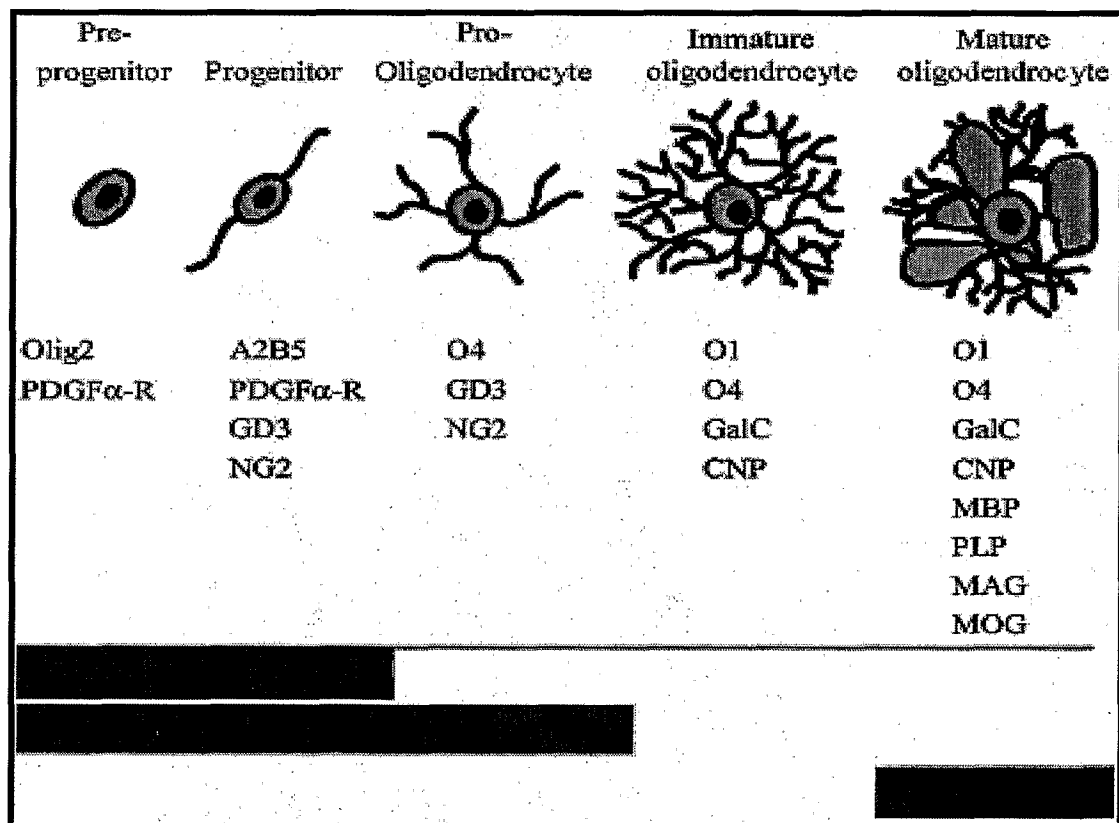 Pre-
progenitor
Progenitor
Pro-
Oligodendrocyte
Immature
oligodendrocyte
Mature
oligodendrocyte
Olig2
PDGFα-R
A2B5
PDGFα-R
GD3
NG2
O4
GD3
NG2
O1
O4
GalC
CNP
O1
O4
GalC
CNP
MBP
PLP
MAG
MOG